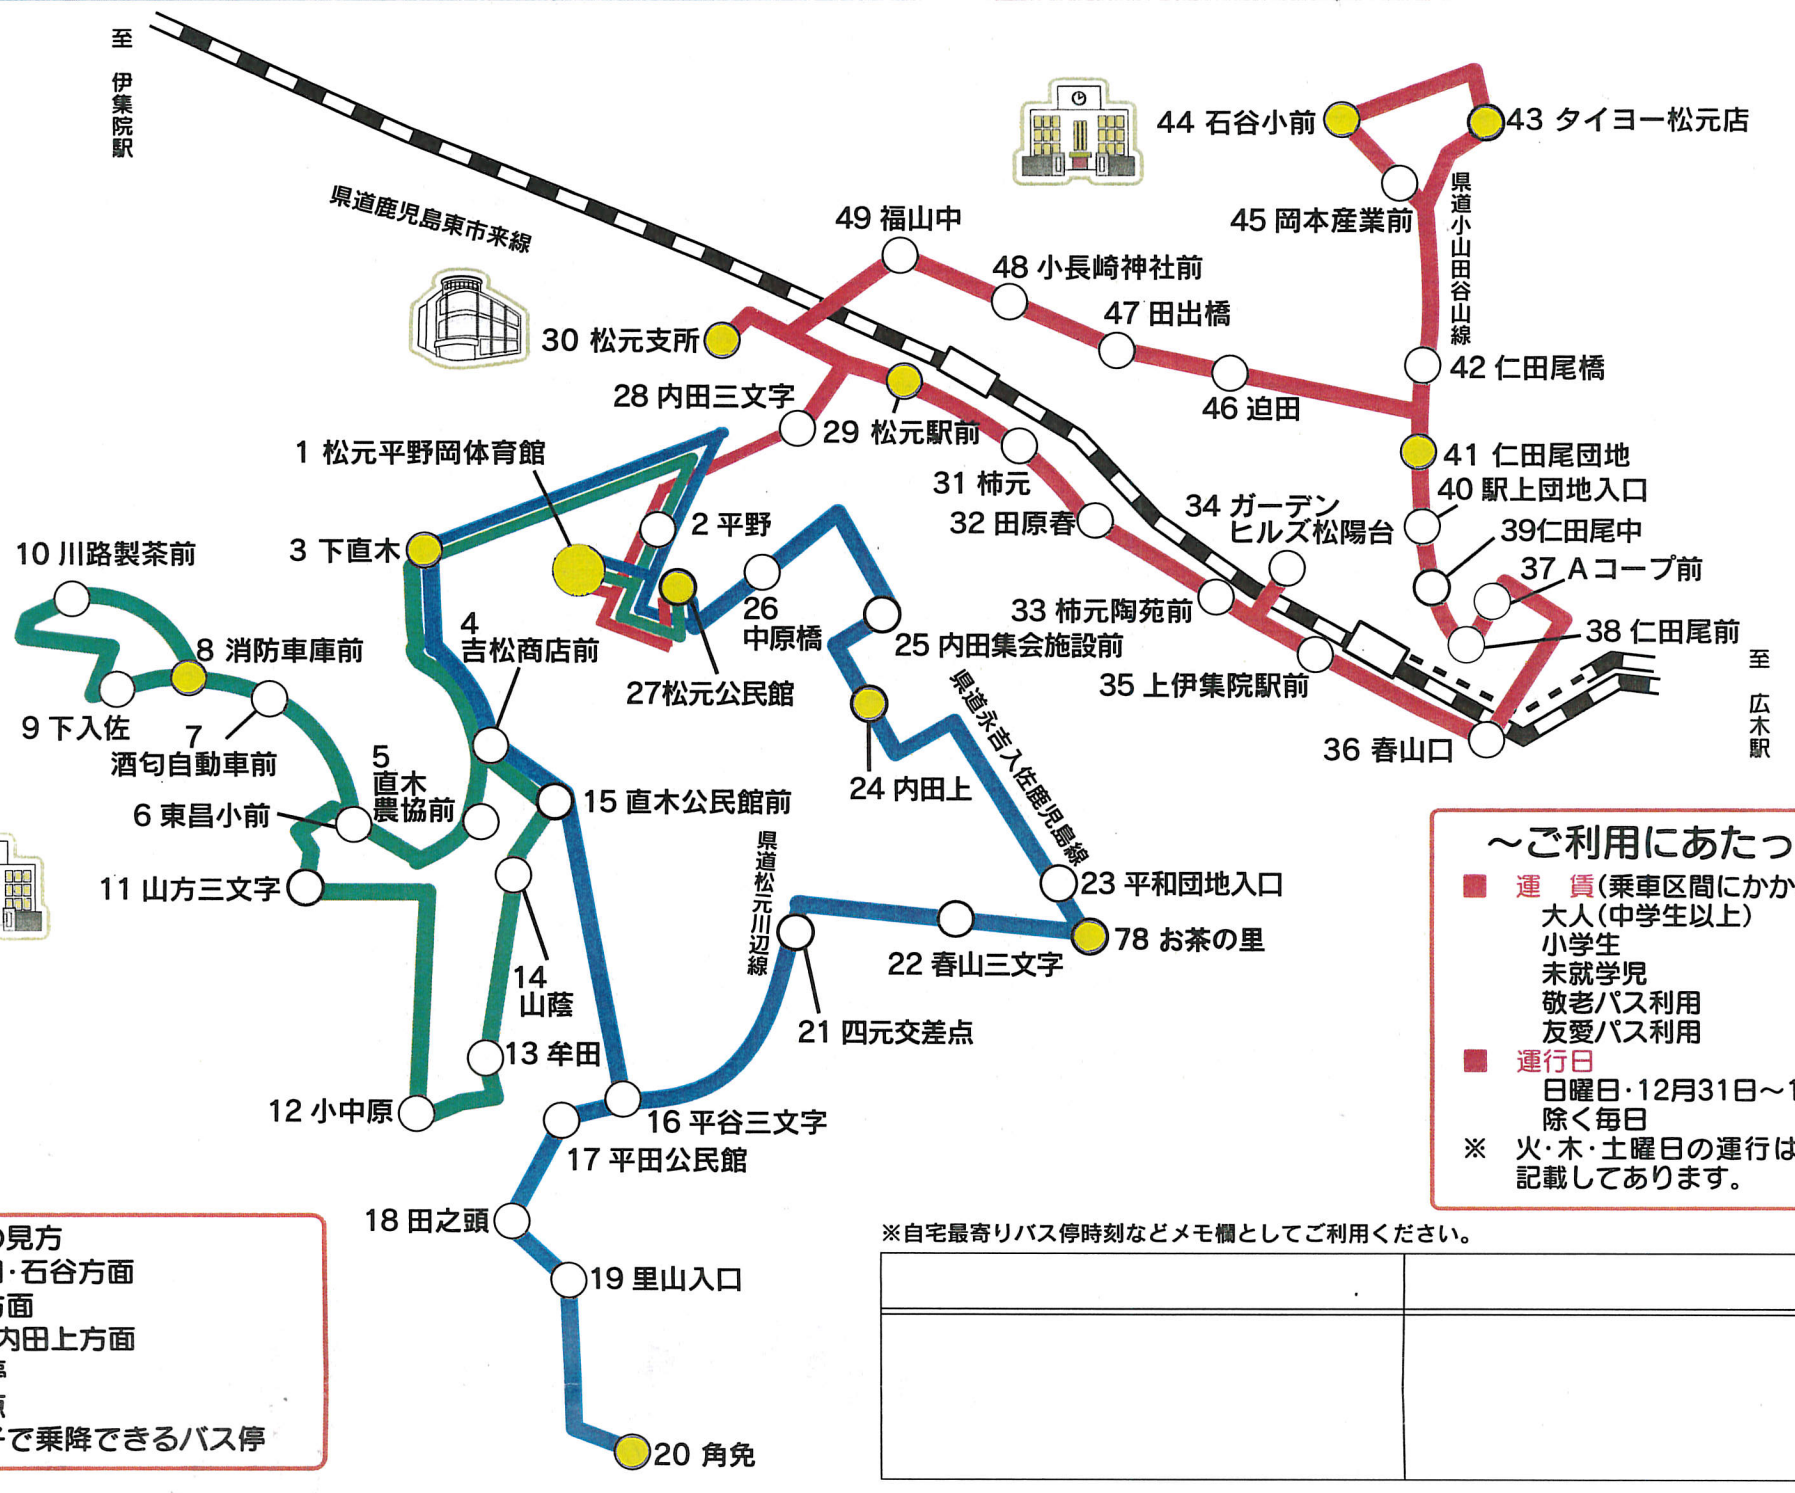 至 伊集院駅
県道鹿児島東市来線
44 石谷小前
43 タイヨー松元店
45 岡本産業前
県道小山田谷山線
49 福山中
48 小長崎神社前
47 田出橋
30 松元支所
42 仁田尾橋
28 内田三文字
46 迫田
29 松元駅前
1 松元平野岡体育館
41 仁田尾団地
31 柿元
40 駅上団地入口
34 ガーデン
ヒルズ松陽台
2 平野
32 田原春
39仁田尾中
3 下直木
10 川路製茶前
37 Aコープ前
26
中原橋
33 柿元陶苑前
38 仁田尾前
4
吉松商店前
25 内田集会施設前
8 消防車庫前
至 広木駅
27松元公民館
35 上伊集院駅前
県道永吉入佐鹿児島線
9 下入佐
7
酒匂自動車前
36 春山口
5
直木
農協前
24 内田上
6 東昌小前
15 直木公民館前
県道松元川辺線
11 山方三文字
23 平和団地入口
78 お茶の里
22 春山三文字
14
山蔭
21 四元交差点
13 牟田
12 小中原
16 平谷三文字
17 平田公民館
18 田之頭
19 里山入口
20 角免
～ご利用にあたっ
■ 運 賃(乗車区間にかか
大人(中学生以上)
小学生
未就学児
敬老パス利用
友愛パス利用
■ 運行日
日曜日・12月31日～1
除く毎日
※ 火・木・土曜日の運行は
記載してあります。
の見方
・石谷方面
方面
内田上方面
で乗降できるバス停
※自宅最寄りバス停時刻などメモ欄としてご利用ください。